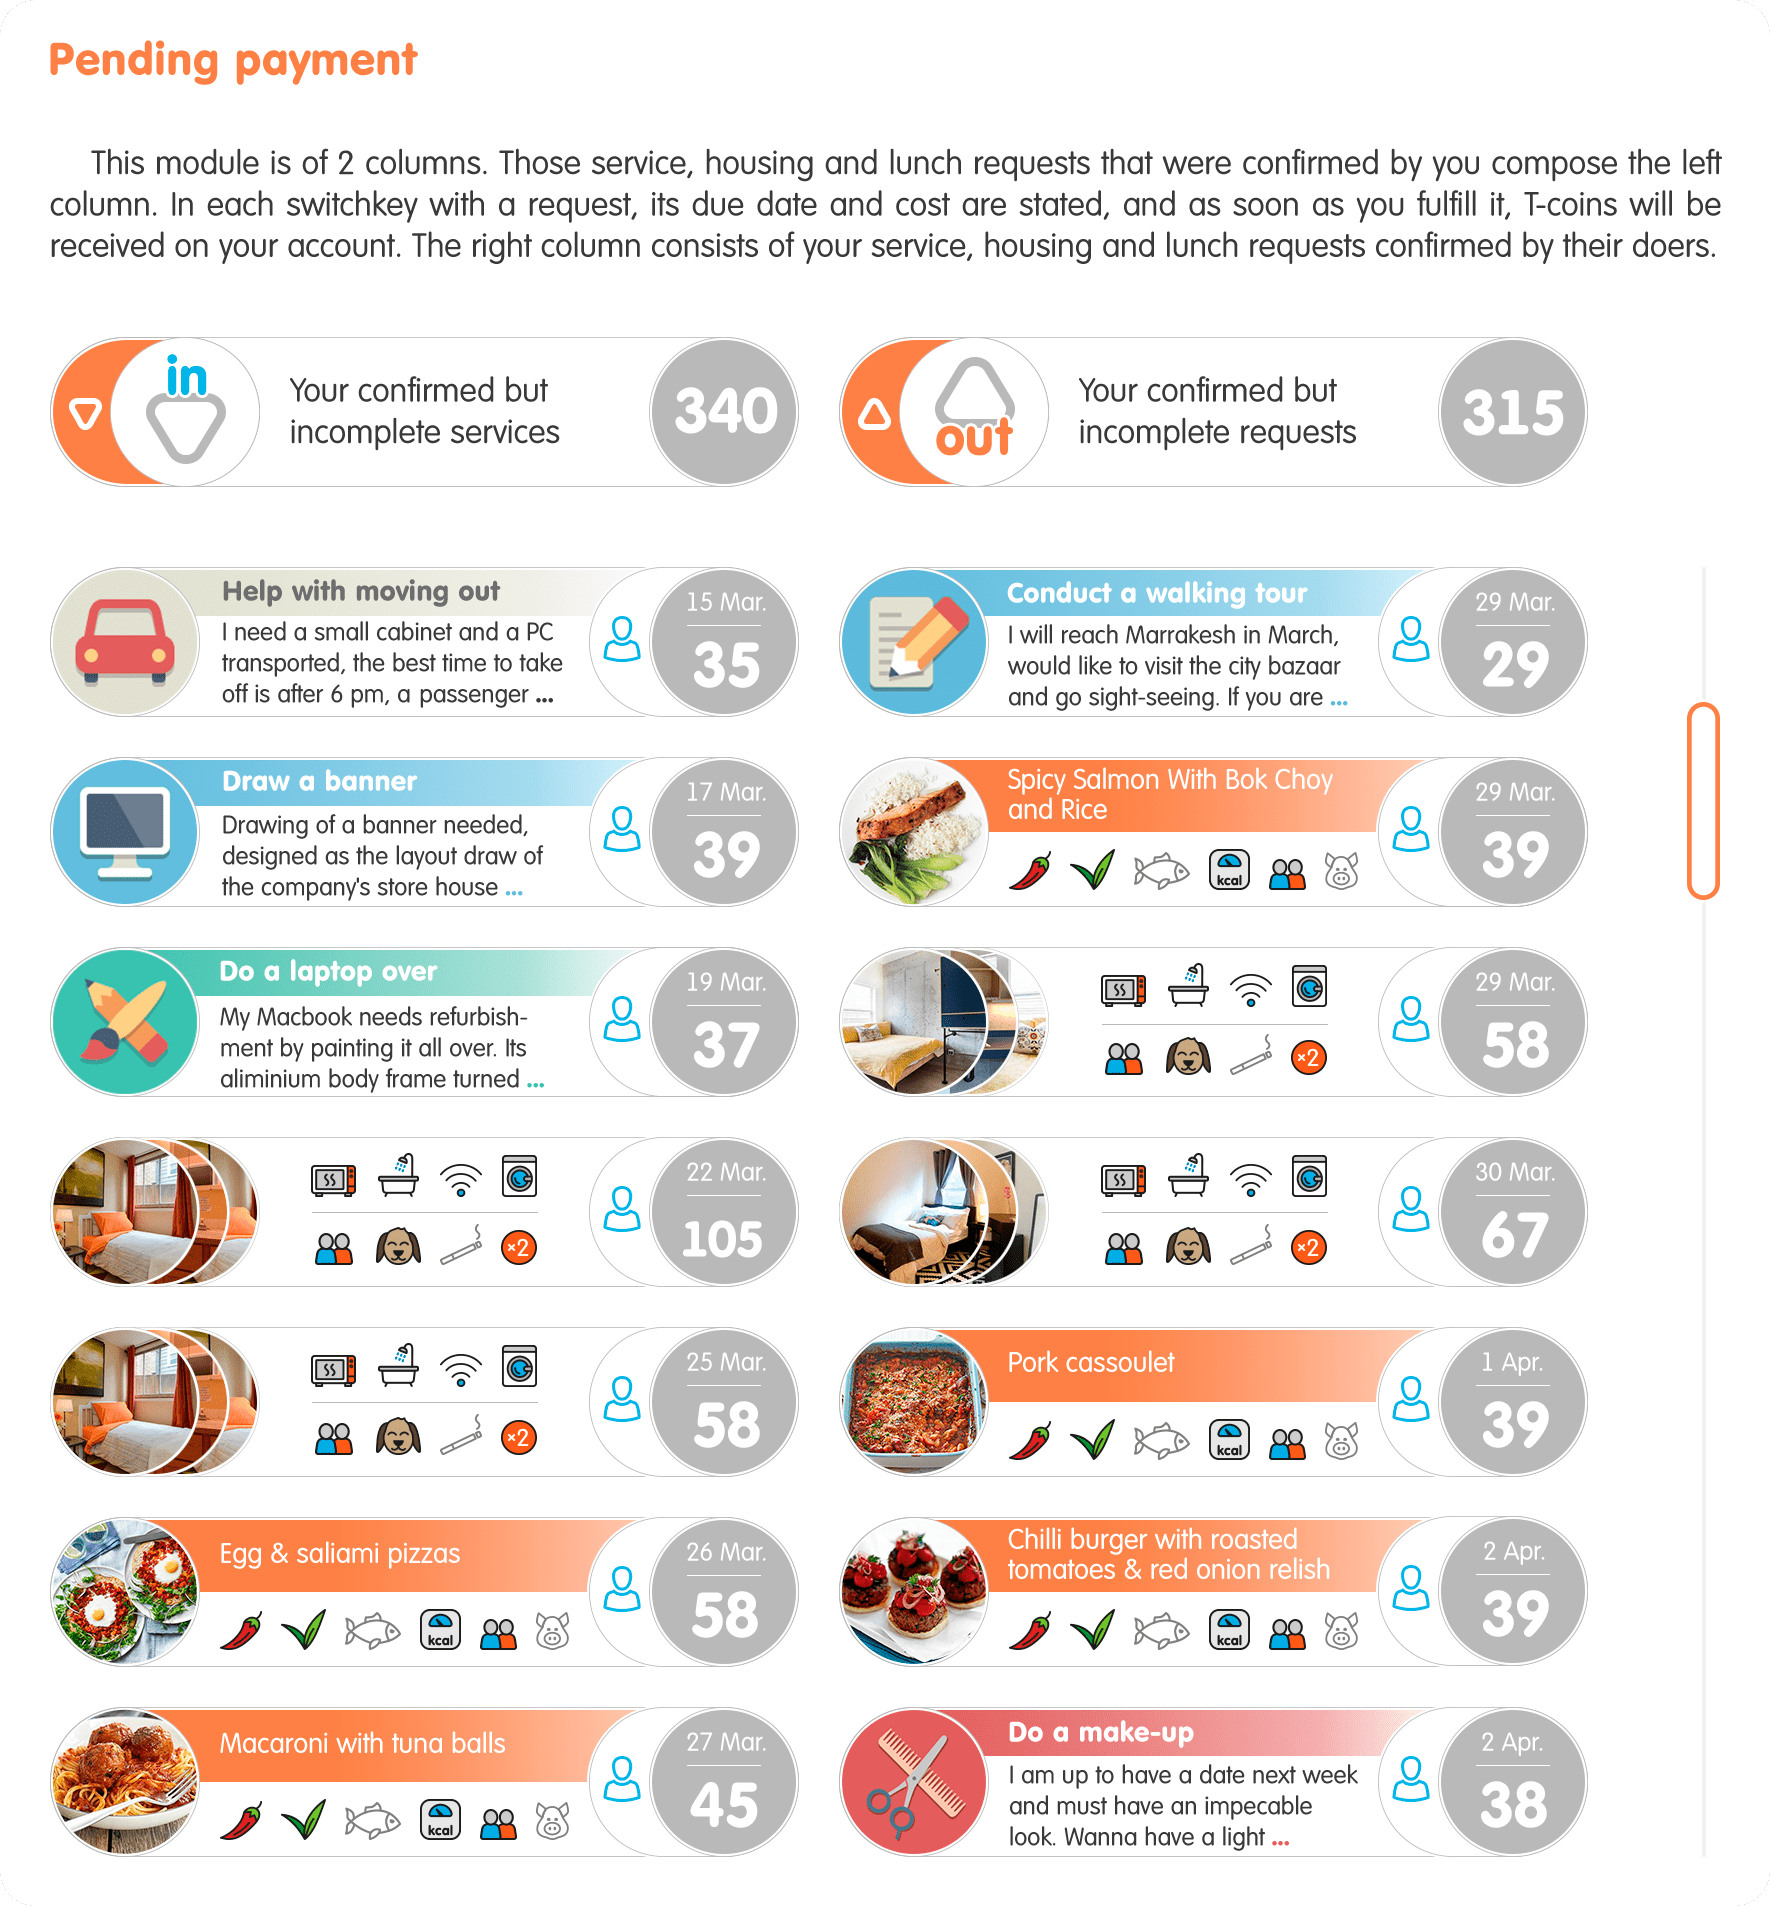 Pending payment
This module is of 2 columns. Those service, housing and lunch requests that were confirmed by you compose the left
column. In each switchkey with a request, its due date and cost are stated, and as soon as you fulfill it, T-coins will be
received on your account. The right column consists of your service, housing and lunch requests confirmed by their doers.
in
Your confirmed but
incomplete services
340
out
Your confirmed but
incomplete requests
315
Help with moving out
I need a small cabinet and a PC
transported, the best time to take
off is after 6 pm, a passenger ...
15 Mar.
35
Conduct a walking tour
I will reach Marrakesh in March,
would like to visit the city bazaar
and go sight-seeing. If you are ...
29 Mar.
29
Draw a banner
Drawing of a banner needed,
designed as the layout draw of
the company's store house ...
17 Mar.
39
Spicy Salmon With Bok Choy
and Rice
kcal
29 Mar.
39
Do a laptop over
My Macbook needs refurbish-
ment by painting it all over. Its
aliminium body frame turned ...
19 Mar.
37
×2
29 Mar.
58
×2
22 Mar.
105
×2
30 Mar.
67
×2
25 Mar.
58
Pork cassoulet
kcal
1 Apr.
39
Egg & saliami pizzas
kcal
26 Mar.
58
Chilli burger with roasted
tomatoes & red onion relish
kcal
2 Apr.
39
Macaroni with tuna balls
kcal
27 Mar.
45
Do a make-up
I am up to have a date next week
and must have an impecable
look. Wanna have a light ...
2 Apr.
38